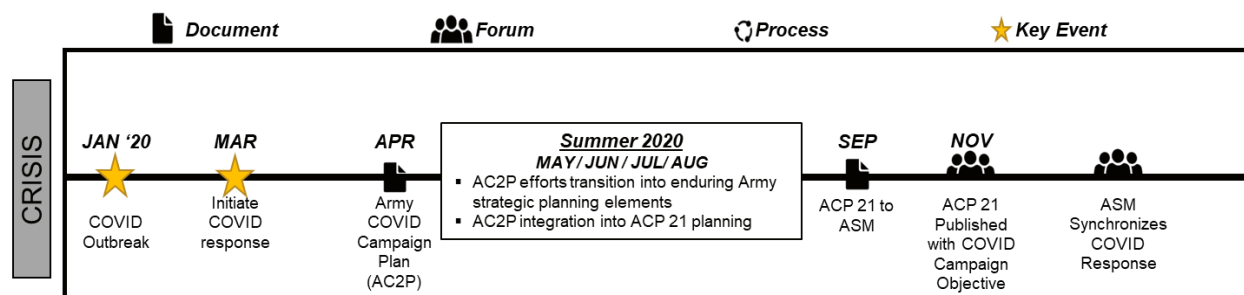 Document
Forum
Process
Key Event
CRISIS
JAN ‘20
COVID
Outbreak
MAR
Initiate
COVID
response
APR
Army
COVID
Campaign
Plan
(AC2P)
Summer 2020
MAY/ JUN / JUL/ AUG
▪ AC2P efforts transition into enduring Army
strategic planning elements
▪ AC2P integration into ACP 21 planning
SEP
ACP 21 to
ASM
NOV
ACP 21
Published
with COVID
Campaign
Objective
ASM
Synchronizes
COVID
Response